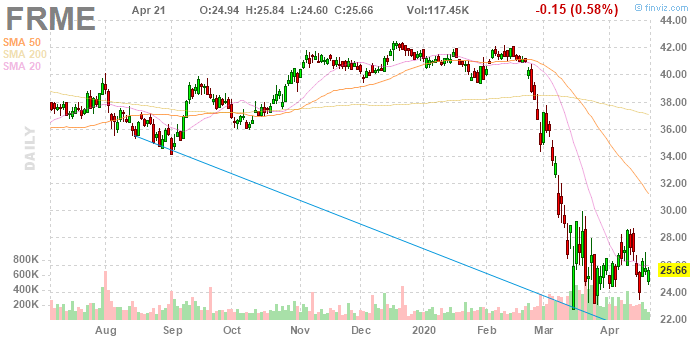 FRME Apr 21 O:24.94 H:25.84 L:24.60 C:25.66 Vol:117.45K -0.15 (0.58%) © finviz.com
SMA 50
SMA 200
SMA 20
DAILY
44.00
42.00
40.00
38.00
36.00
34.00
32.00
30.00
28.00
26.00
25.66
24.00
22.00
800K
600K
400K
200K
Aug Sep Oct Nov Dec 2020 Feb Mar Apr